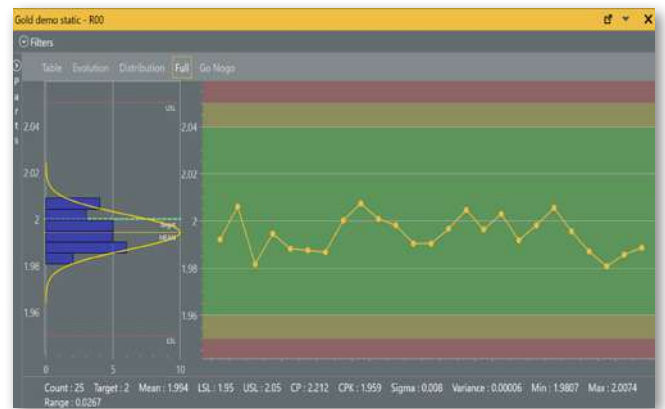 Gold demo static - R00
Filters
Parts
Table Evolution Distribution Full Go Nogo
USL
2.04 2.04
2.02 2.02
Target
2 2
MEAN
1.98 1.98
1.96 1.96
LSL
0 5 10
Count : 25 Target : 2 Mean : 1.994 LSL : 1.95 USL : 2.05 CP : 2.212 CPK : 1.959 Sigma : 0.008 Variance : 0.00006 Min : 1.9807 Max : 2.0074
Range : 0.0267